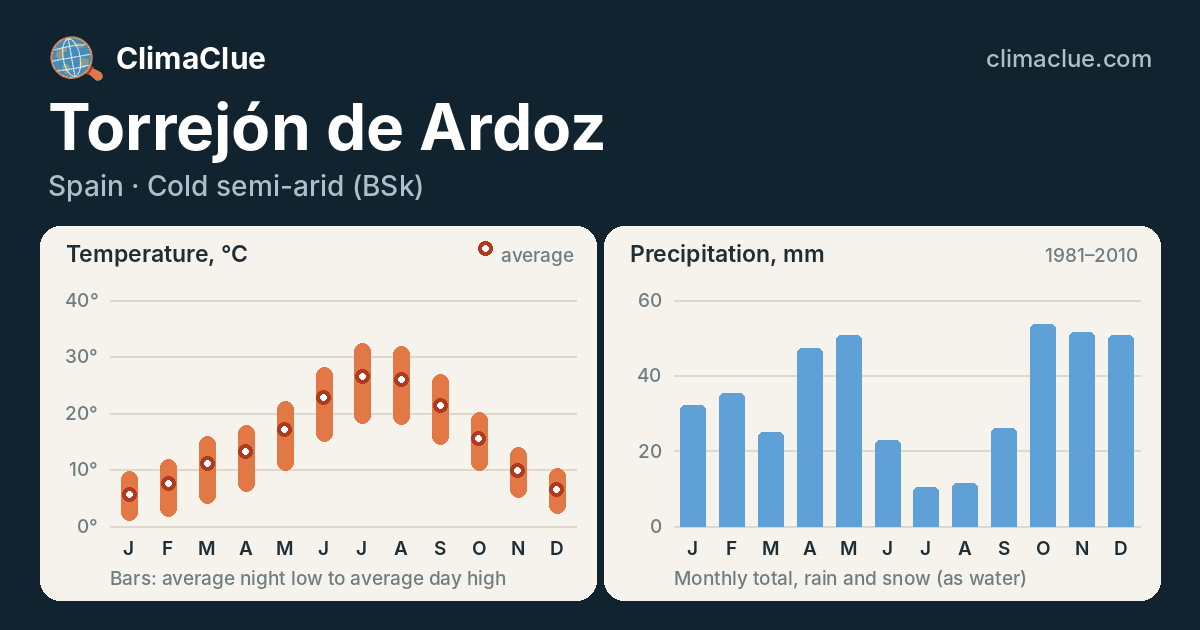 ClimaClue
climaclue.com
Torrejón de Ardoz
Spain · Cold semi-arid (BSk)
Temperature, °C
average
40°
30°
20°
10°
0°
J F M A M J J A S O N D
Bars: average night low to average day high
Precipitation, mm
1981–2010
60
40
20
0
J F M A M J J A S O N D
Monthly total, rain and snow (as water)